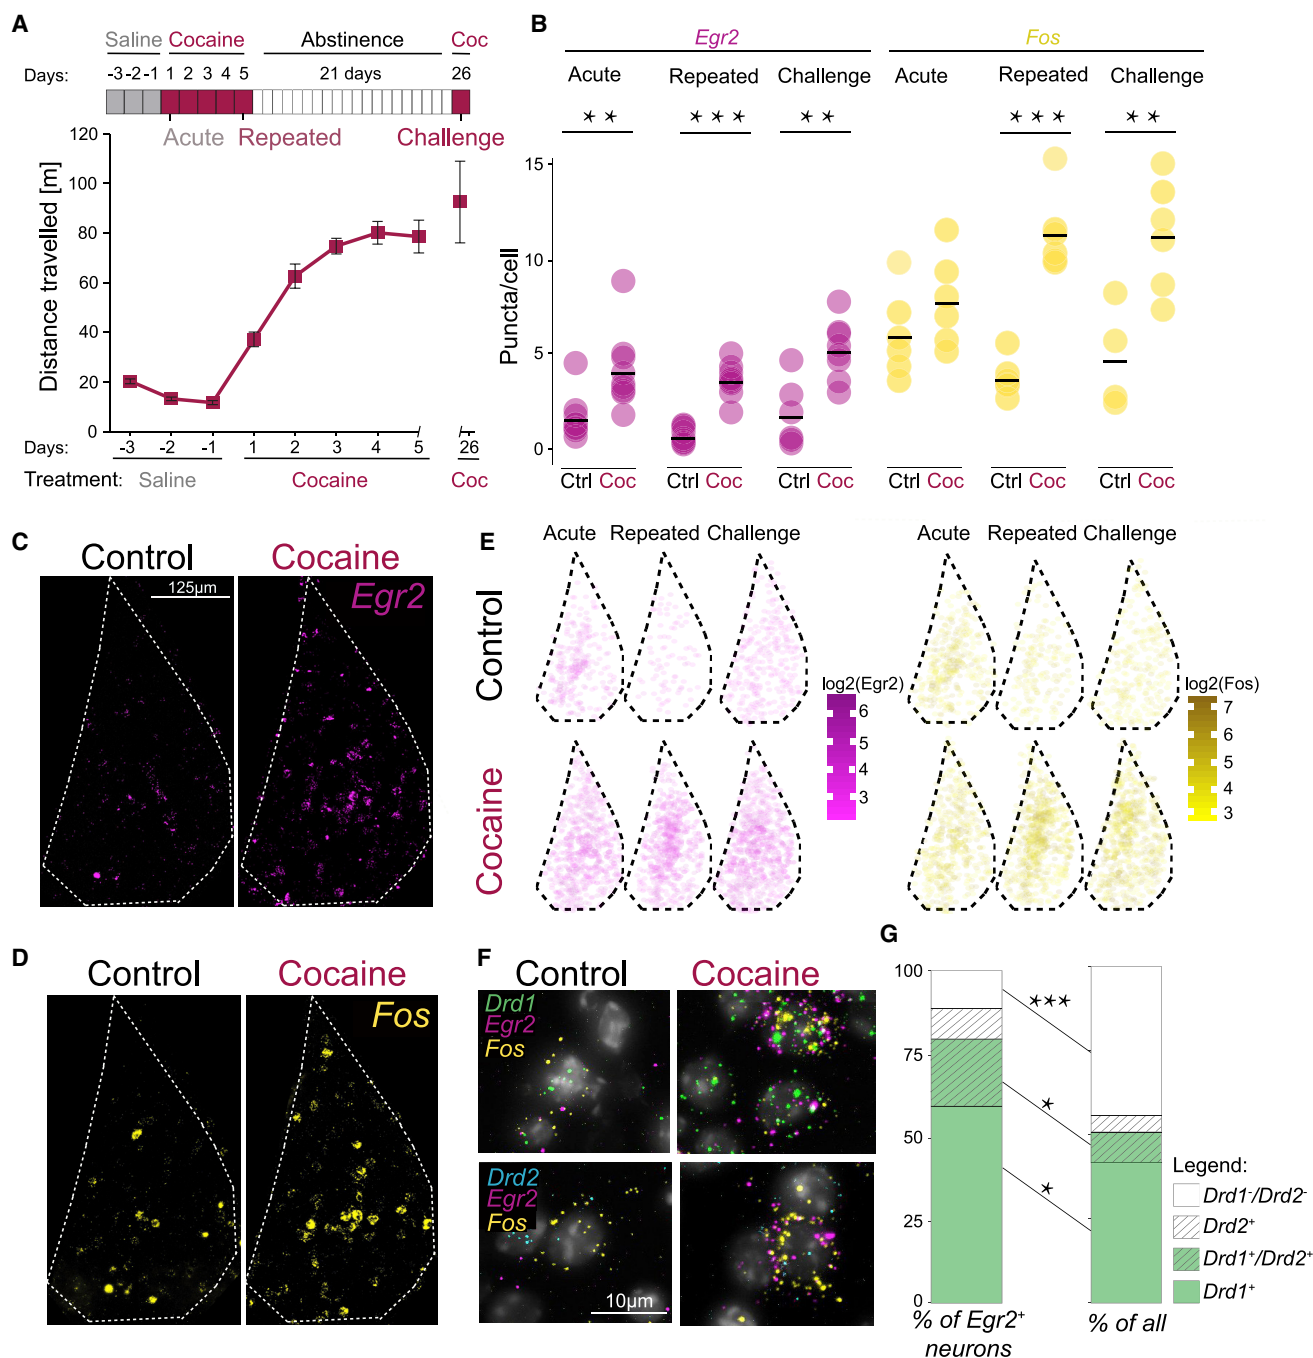 A
Saline Cocaine Abstinence Coc
Days: -3 -2 -1 1 2 3 4 5 21 days 26
Acute Repeated Challenge
Distance travelled [m]
120
100
80
60
40
20
0
Days: -3 -2 -1 1 2 3 4 5 26
Treatment: Saline Cocaine Coc
B
Egr2 Fos
Acute Repeated Challenge Acute Repeated Challenge
** *** ** *** **
Puncta/cell
15
10
5
0
Ctrl Coc Ctrl Coc Ctrl Coc Ctrl Coc Ctrl Coc Ctrl Coc
C
Control Cocaine
125µm
Egr2
D
Control Cocaine
Fos
E
Acute Repeated Challenge Acute Repeated Challenge
Control
Cocaine
log2(Egr2)
6
5
4
3
log2(Fos)
7
6
5
4
3
F
Control Cocaine
Drd1
Egr2
Fos
Drd2
Egr2
Fos
10µm
G
100
75
50
25
0
***
*
*
% of Egr2⁺
neurons
% of all
Legend:
Drd1⁻/Drd2⁻
Drd2⁺
Drd1⁺/Drd2⁺
Drd1⁺